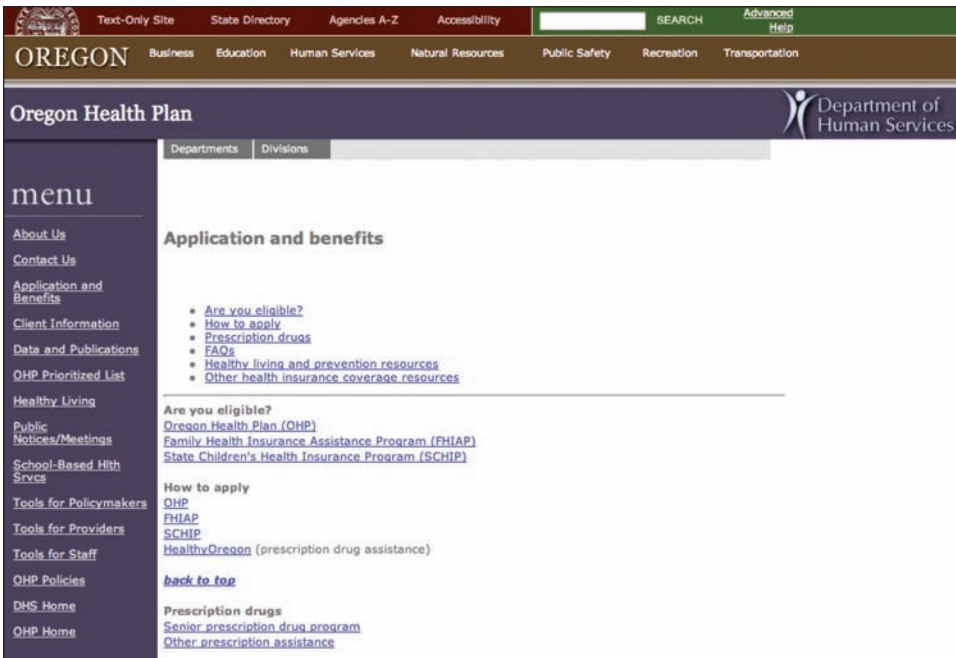 Text-Only Site State Directory Agencies A-Z Accessibility SEARCH Advanced
Help
OREGON Business Education Human Services Natural Resources Public Safety Recreation Transportation
Oregon Health Plan
Department of
Human Services
Departments Divisions
menu
About Us
Contact Us
Application and
Benefits
Client Information
Data and Publications
OHP Prioritized List
Healthy Living
Public
Notices/Meetings
School-Based Hlth
Srvcs
Tools for Policymakers
Tools for Providers
Tools for Staff
OHP Policies
DHS Home
OHP Home
Application and benefits
Are you eligible?
How to apply
Prescription drugs
FAQs
Healthy living and prevention resources
Other health insurance coverage resources
Are you eligible?
Oregon Health Plan (OHP)
Family Health Insurance Assistance Program (FHIAP)
State Children's Health Insurance Program (SCHIP)
How to apply
OHP
FHIAP
SCHIP
HealthyOregon (prescription drug assistance)
back to top
Prescription drugs
Senior prescription drug program
Other prescription assistance